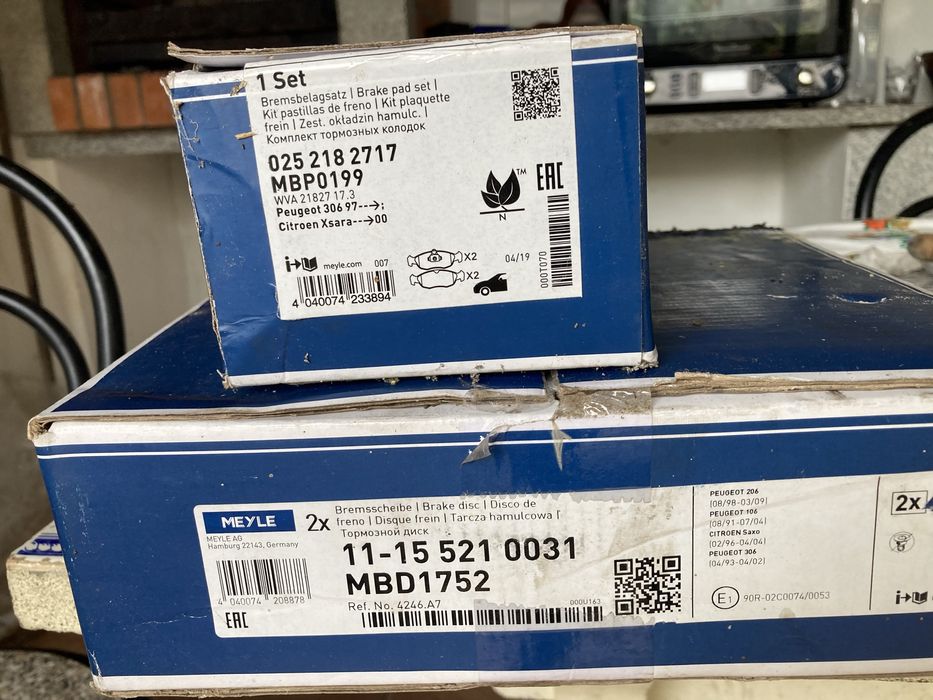 1 Set
Bremsbelagsatz | Brake pad set |
Kit pastillas de freno | Kit plaquette
frein | Zest. okładzin hamulc. |
Комплект тормозных колодок
025 218 2717
MBP0199
WVA 21827 17.3
Peugeot 306 97-->;
Citroen Xsara-->00
TM
N
EAC
meyle.com 007
X2
X2
04/19
000T070
4 040074 233894
MEYLE
MEYLE AG
Hamburg 22143, Germany
4 040074 208878
EAC
2x
Bremsscheibe | Brake disc | Disco de
freno | Disque frein | Tarcza hamulcowa |
Тормозной диск
11-15 521 0031
MBD1752
Ref. No. 4246.A7
000U163
PEUGEOT 206
(08/98-03/09)
PEUGEOT 106
(08/91-07/04)
CITROEN Saxo
(02/96-04/04)
PEUGEOT 306
(04/93-04/02)
E1 90R-02C0074/0053
2x